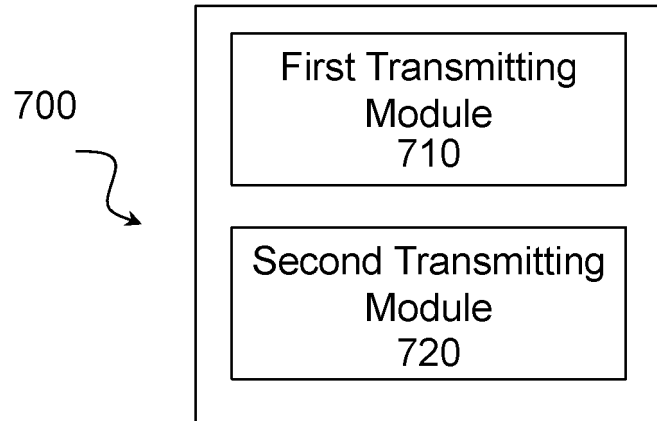 700
First Transmitting
Module
710
Second Transmitting
Module
720